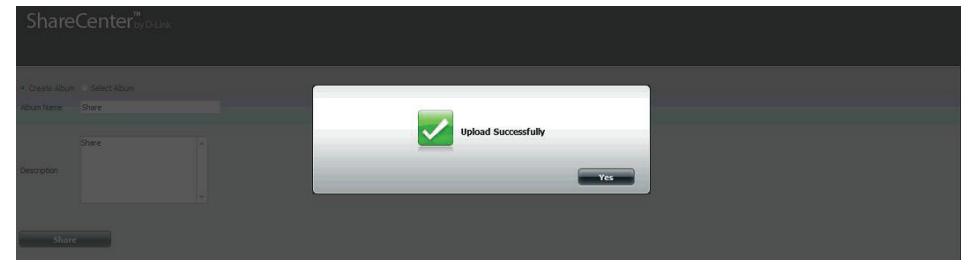 ShareCenter™ by D-Link
Create Album Select Album
Album Name Share
Upload Successfully
Share
Description
Yes
Share